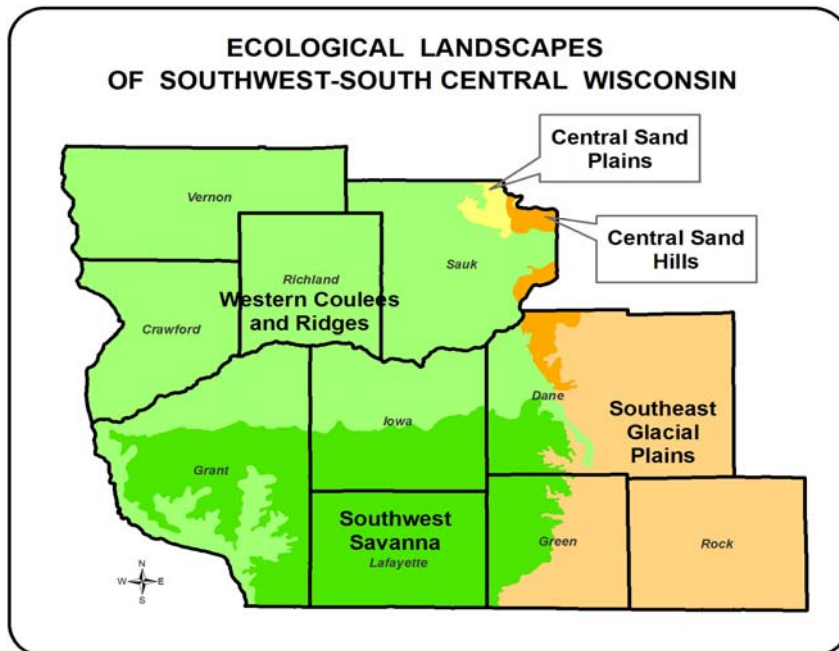 ECOLOGICAL LANDSCAPES
OF SOUTHWEST-SOUTH CENTRAL WISCONSIN
Central Sand
Plains
Vernon
Central Sand
Hills
Sauk
Richland
Western Coulees
and Ridges
Crawford
Dane
Southeast
Glacial
Plains
Iowa
Grant
Southwest
Savanna
Lafayette
Green
Rock
N
W E
S